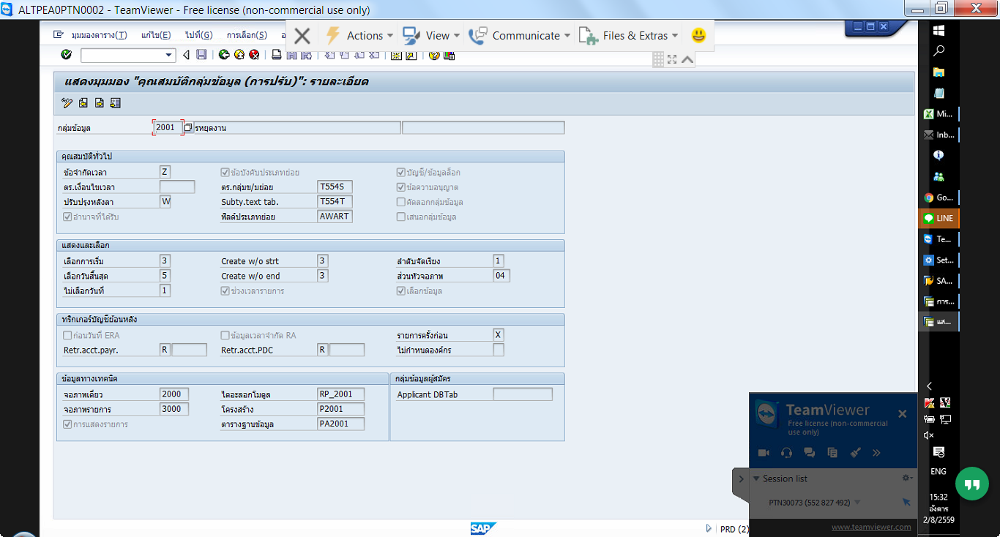 ALTPEA0PTN0002 - TeamViewer - Free license (non-commercial use only)
มุมมองตาราง(T) แก้ไข(E) ไปที่(G) การเลือก(S)
Actions View Communicate Files & Extras
แสดงมุมมอง "คุณสมบัติกลุ่มข้อมูล (การปรับ)": รายละเอียด
กลุ่มข้อมูล 2001 รหยุดงาน
คุณสมบัติทั่วไป
ข้อจำกัดเวลา Z ข้อบังคับประเภทย่อย บัญชี/ข้อมูลล็อก
ตร.เงื่อนไขเวลา ตร.กลุ่มข/มย่อย T554S ข้อความอนุญาต
ปรับปรุงหลังลา W Subty.text tab. T554T คัดลอกกลุ่มข้อมูล
อำนาจที่ได้รับ ฟิลด์ประเภทย่อย AWART เสนอกลุ่มข้อมูล
แสดงและเลือก
เลือกการเริ่ม 3 Create w/o strt 3 ลำดับจัดเรียง 1
เลือกวันสิ้นสุด 5 Create w/o end 3 ส่วนหัวจอภาพ 04
ไม่เลือกวันที่ 1 ช่วงเวลารายการ เลือกข้อมูล
ทริกเกอร์บัญชีย้อนหลัง
ก่อนวันที่ ERA ข้อมูลเวลาจำกัด RA รายการครั้งก่อน X
Retr.acct.payr. R Retr.acct.PDC R ไม่กำหนดองค์กร
ข้อมูลทางเทคนิค กลุ่มข้อมูลผู้สมัคร
จอภาพเดี่ยว 2000 ไดอะลอกโมดูล RP_2001 Applicant DBTab
จอภาพรายการ 3000 โครงสร้าง P2001
การแสดงรายการ ตารางฐานข้อมูล PA2001
SAP
PRD (2)
Mi...
Inb...
Go...
LINE
Te...
Set...
SA...
การ...
แส...
ENG
15:32
อังคาร
2/8/2559
TeamViewer
Free license (non-commercial
use only)
Session list
PTN30073 (552 827 492)
www.teamviewer.com